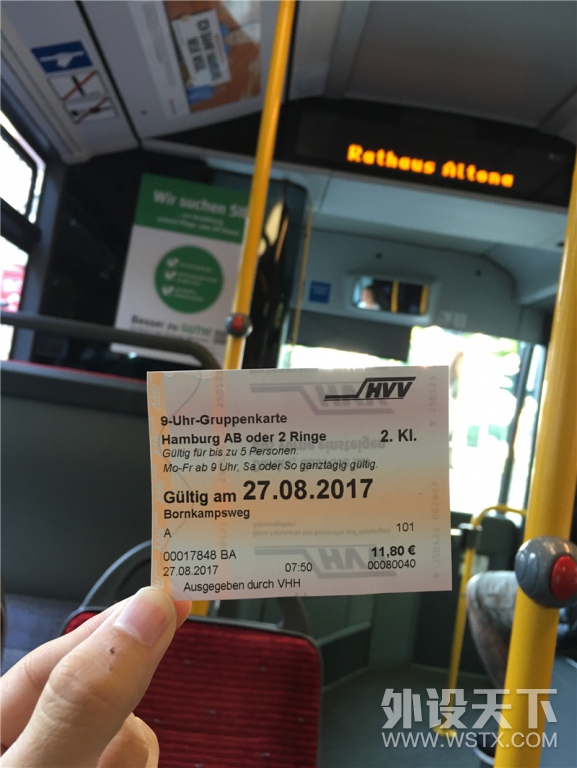 Rathaus Altona
Wir suchen
Besser zu GUTE
HVV
9-Uhr-Gruppenkarte
Hamburg AB oder 2 Ringe 2. Kl.
Gültig für bis zu 5 Personen.
Mo-Fr ab 9 Uhr, Sa oder So ganztägig gültig.
Gültig am 27.08.2017
Bornkampsweg
A 101
00017848 BA 11,80 €
27.08.2017 07:50 00080040
Ausgegeben durch VHH
外设天下
WWW.WSTX.COM